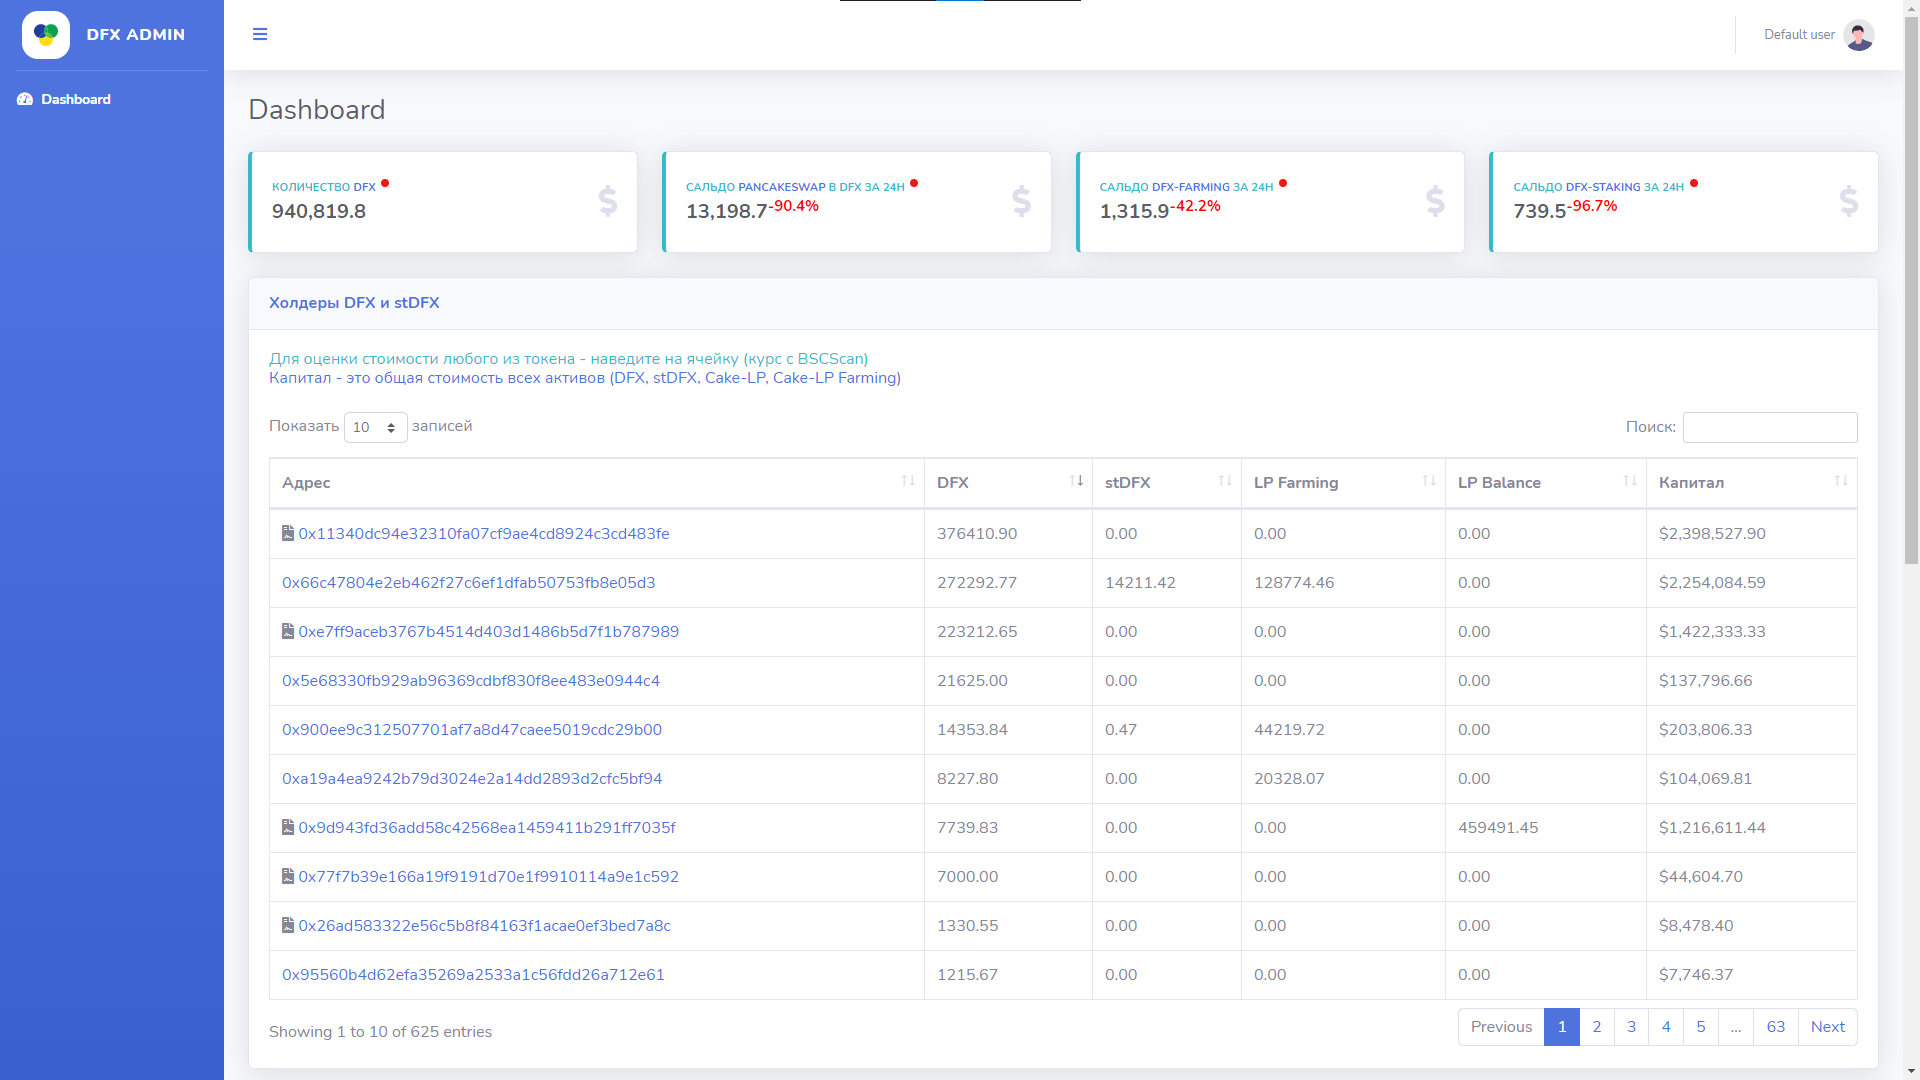 DFX ADMIN
Default user
Dashboard
Dashboard
КОЛИЧЕСТВО DFX
940,819.8
САЛЬДО PANCAKESWAP В DFX ЗА 24H
13,198.7 -90.4%
САЛЬДО DFX-FARMING ЗА 24H
1,315.9 -42.2%
САЛЬДО DFX-STAKING ЗА 24H
739.5 -96.7%
Холдеры DFX и stDFX
Для оценки стоимости любого из токена - наведите на ячейку (курс с BSCScan)
Капитал - это общая стоимость всех активов (DFX, stDFX, Cake-LP, Cake-LP Farming)
Показать 10 записей
Поиск:
Адрес DFX stDFX LP Farming LP Balance Капитал
0x11340dc94e32310fa07cf9ae4cd8924c3cd483fe 376410.90 0.00 0.00 0.00 $2,398,527.90
0x66c47804e2eb462f27c6ef1dfab50753fb8e05d3 272292.77 14211.42 128774.46 0.00 $2,254,084.59
0xe7ff9aceb3767b4514d403d1486b5d7f1b787989 223212.65 0.00 0.00 0.00 $1,422,333.33
0x5e68330fb929ab96369cdbf830f8ee483e0944c4 21625.00 0.00 0.00 0.00 $137,796.66
0x900ee9c312507701af7a8d47caee5019cdc29b00 14353.84 0.47 44219.72 0.00 $203,806.33
0xa19a4ea9242b79d3024e2a14dd2893d2cfc5bf94 8227.80 0.00 20328.07 0.00 $104,069.81
0x9d943fd36add58c42568ea1459411b291ff7035f 7739.83 0.00 0.00 459491.45 $1,216,611.44
0x77f7b39e166a19f9191d70e1f9910114a9e1c592 7000.00 0.00 0.00 0.00 $44,604.70
0x26ad583322e56c5b8f84163f1acae0ef3bed7a8c 1330.55 0.00 0.00 0.00 $8,478.40
0x95560b4d62efa35269a2533a1c56fdd26a712e61 1215.67 0.00 0.00 0.00 $7,746.37
Showing 1 to 10 of 625 entries
Previous 1 2 3 4 5 ... 63 Next